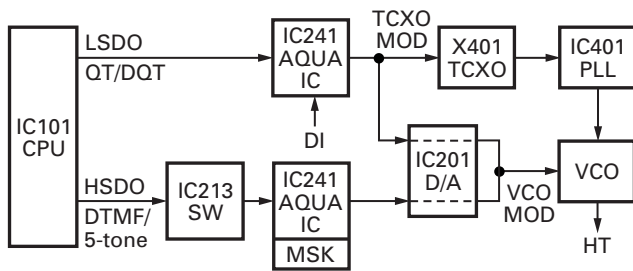 LSDO
QT/DQT
IC241
AQUA
IC
TCXO
MOD
X401
TCXO
IC401
PLL
IC101
CPU
DI
HSDO
DTMF/
5-tone
IC213
SW
IC241
AQUA
IC
MSK
IC201
D/A
VCO
MOD
VCO
HT